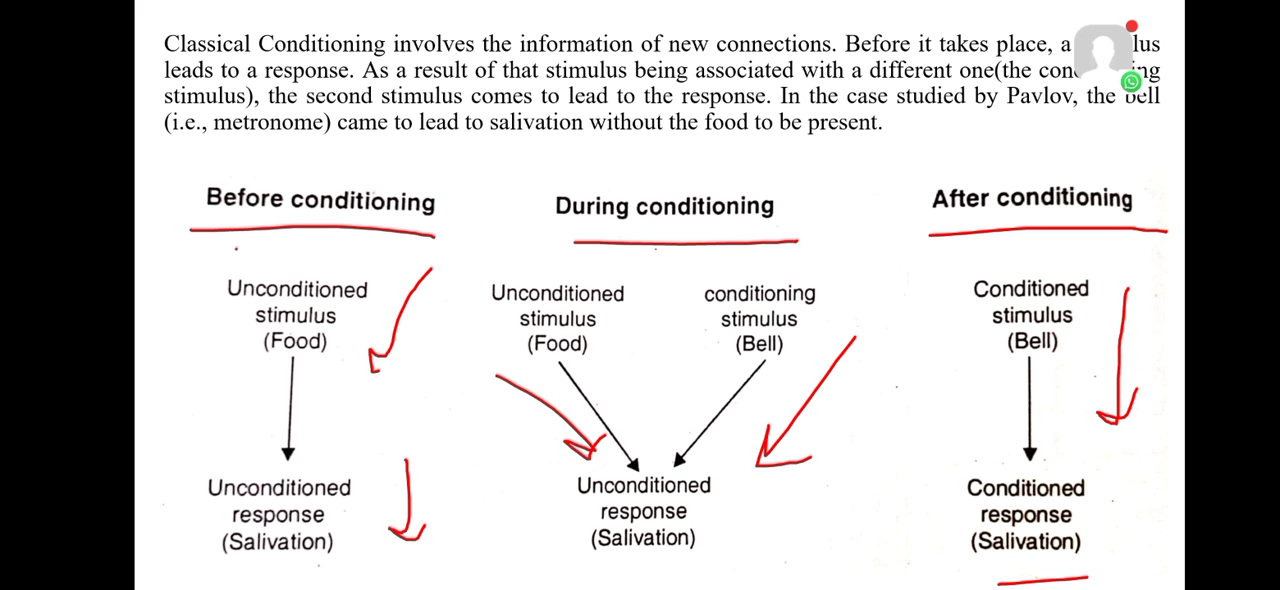 Classical Conditioning involves the information of new connections. Before it takes place, a lus
leads to a response. As a result of that stimulus being associated with a different one(the con ng
stimulus), the second stimulus comes to lead to the response. In the case studied by Pavlov, the bell
(i.e., metronome) came to lead to salivation without the food to be present.
Before conditioning
Unconditioned
stimulus
(Food)
Unconditioned
response
(Salivation)
During conditioning
Unconditioned
stimulus
(Food)
conditioning
stimulus
(Bell)
Unconditioned
response
(Salivation)
After conditioning
Conditioned
stimulus
(Bell)
Conditioned
response
(Salivation)